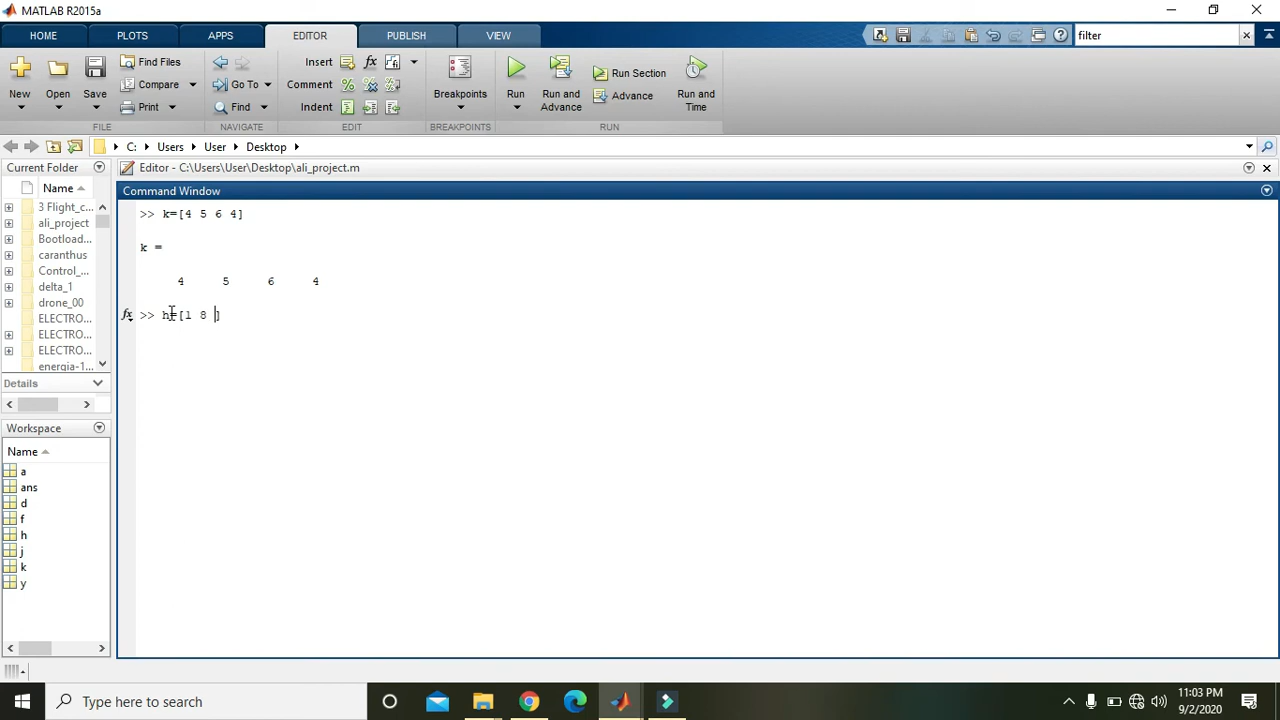 MATLAB R2015a
HOME PLOTS APPS EDITOR PUBLISH VIEW filter
Find Files Insert fx Run Section
Compare Go To Comment
New Open Save Breakpoints Run Run and Advance Advance Run and Time
Print Find Indent
FILE NAVIGATE EDIT BREAKPOINTS RUN
C: Users User Desktop
Current Folder
Name
3 Flight_c...
ali_project
Bootload...
caranthus
Control_...
delta_1
drone_00
ELECTRO...
ELECTRO...
ELECTRO...
energia-1...
Details
Workspace
Name
a
ans
d
f
h
j
k
y
Editor - C:\Users\User\Desktop\ali_project.m
Command Window
>> k=[4 5 6 4]
k =
4 5 6 4
fx >> h=[1 8 ]
Type here to search
11:03 PM
9/2/2020